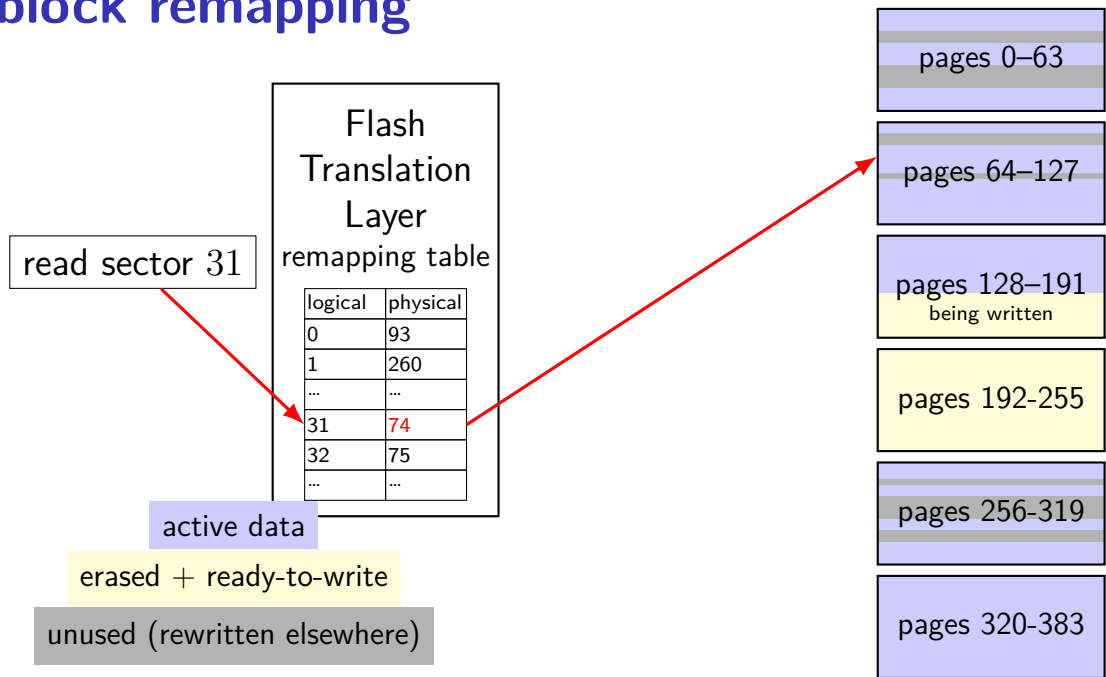 block remapping
Flash
Translation
Layer
remapping table
read sector 31
logical physical
0 93
1 260
... ...
31 74
32 75
... ...
active data
erased + ready-to-write
unused (rewritten elsewhere)
pages 0–63
pages 64–127
pages 128–191
being written
pages 192-255
pages 256-319
pages 320-383